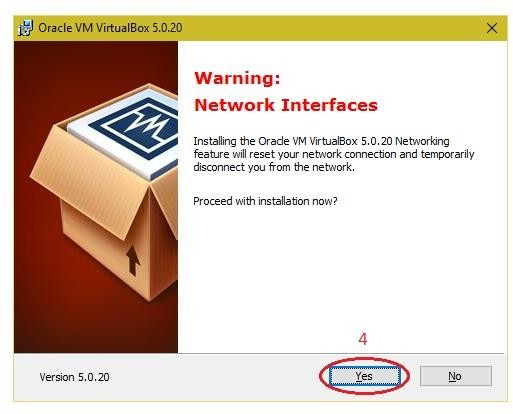 Oracle VM VirtualBox 5.0.20
VM
Warning:
Network Interfaces
Installing the Oracle VM VirtualBox 5.0.20 Networking
feature will reset your network connection and temporarily
disconnect you from the network.
Proceed with installation now?
4
Version 5.0.20
Yes
No